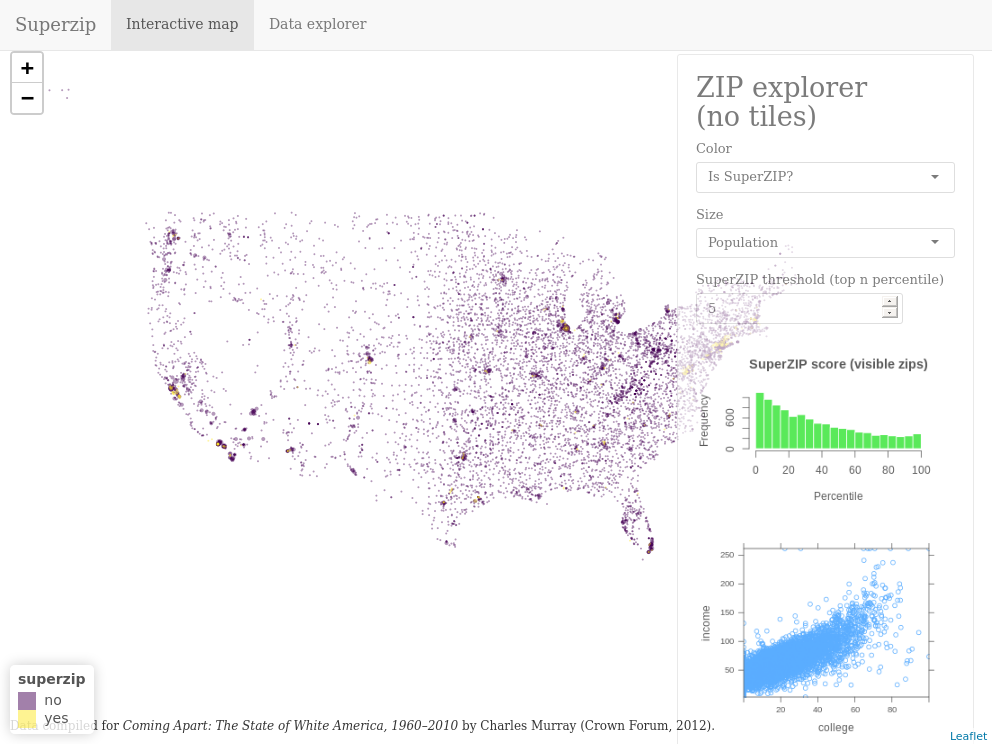 Superzip Interactive map Data explorer
+
−
ZIP explorer
(no tiles)
Color
Is SuperZIP?
Size
Population
SuperZIP threshold (top n percentile)
5
SuperZIP score (visible zips)
Frequency
600
0
0 20 40 60 80 100
Percentile
250
200
150
100
50
income
20 40 60 80
college
superzip
no
yes
Data compiled for Coming Apart: The State of White America, 1960–2010 by Charles Murray (Crown Forum, 2012).
Leaflet